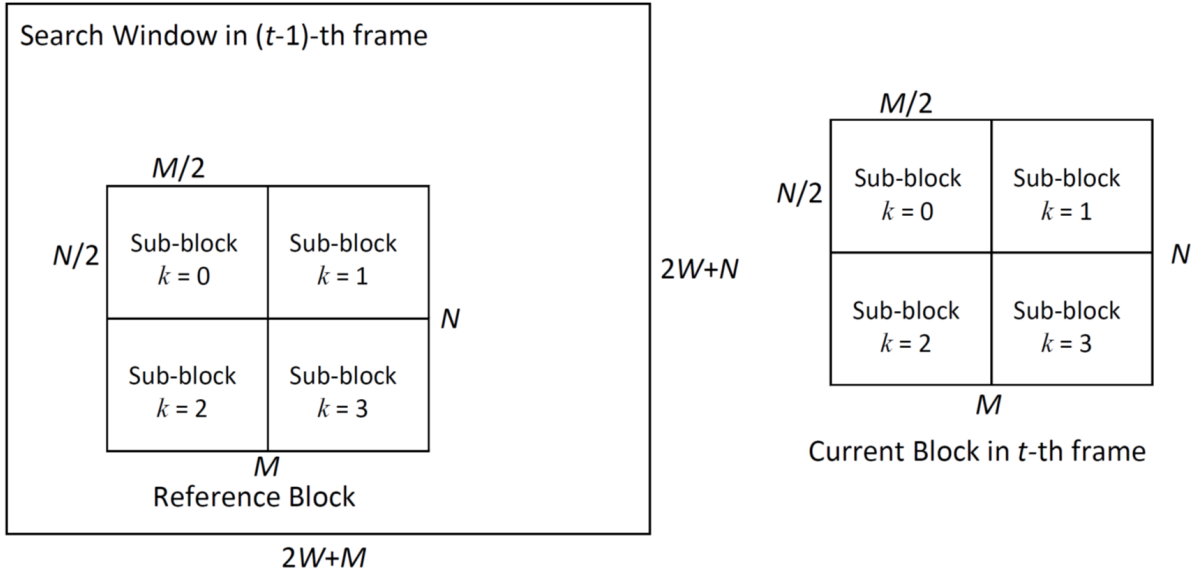 Search Window in (t-1)-th frame
M/2
N/2
Sub-block
k = 0
Sub-block
k = 1
Sub-block
k = 2
Sub-block
k = 3
N
M
Reference Block
2W+N
2W+M
M/2
N/2
Sub-block
k = 0
Sub-block
k = 1
Sub-block
k = 2
Sub-block
k = 3
N
M
Current Block in t-th frame